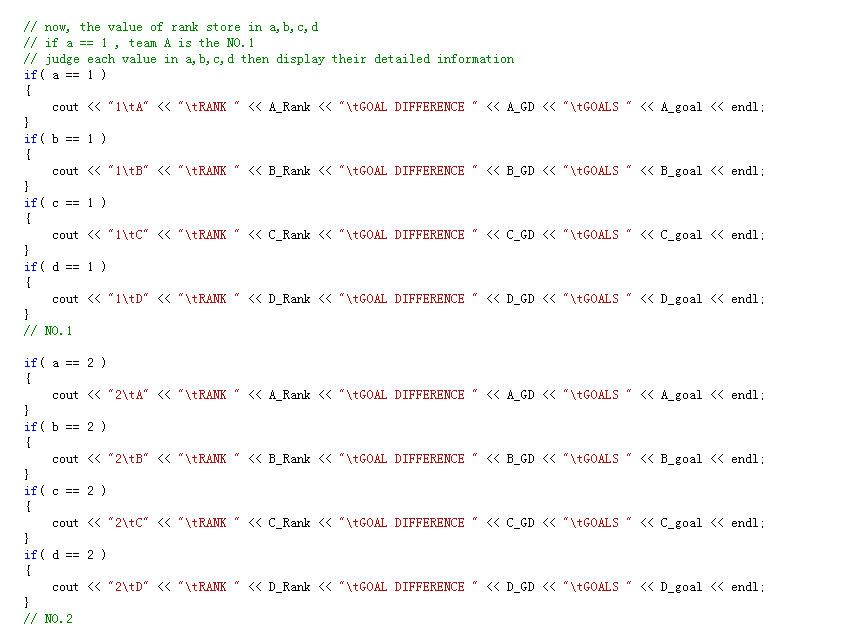 // now, the value of rank store in a,b,c,d
// if a == 1 , team A is the NO.1
// judge each value in a,b,c,d then display their detailed information
if( a == 1 )
{
    cout << "1\tA" << "\tRANK " << A_Rank << "\tGOAL DIFFERENCE " << A_GD << "\tGOALS " << A_goal << endl;
}
if( b == 1 )
{
    cout << "1\tB" << "\tRANK " << B_Rank << "\tGOAL DIFFERENCE " << B_GD << "\tGOALS " << B_goal << endl;
}
if( c == 1 )
{
    cout << "1\tC" << "\tRANK " << C_Rank << "\tGOAL DIFFERENCE " << C_GD << "\tGOALS " << C_goal << endl;
}
if( d == 1 )
{
    cout << "1\tD" << "\tRANK " << D_Rank << "\tGOAL DIFFERENCE " << D_GD << "\tGOALS " << D_goal << endl;
}
// NO.1

if( a == 2 )
{
    cout << "2\tA" << "\tRANK " << A_Rank << "\tGOAL DIFFERENCE " << A_GD << "\tGOALS " << A_goal << endl;
}
if( b == 2 )
{
    cout << "2\tB" << "\tRANK " << B_Rank << "\tGOAL DIFFERENCE " << B_GD << "\tGOALS " << B_goal << endl;
}
if( c == 2 )
{
    cout << "2\tC" << "\tRANK " << C_Rank << "\tGOAL DIFFERENCE " << C_GD << "\tGOALS " << C_goal << endl;
}
if( d == 2 )
{
    cout << "2\tD" << "\tRANK " << D_Rank << "\tGOAL DIFFERENCE " << D_GD << "\tGOALS " << D_goal << endl;
}
// NO.2